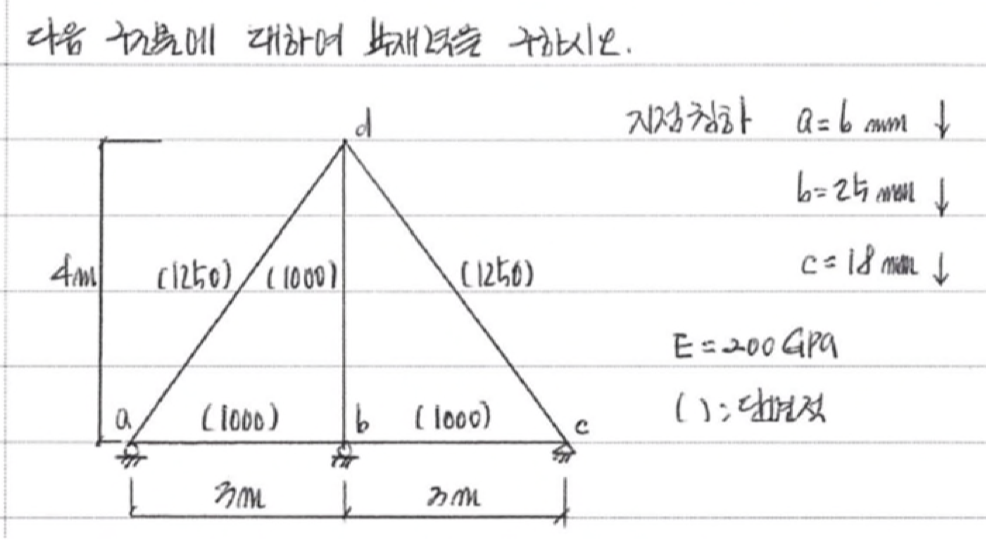 다음 구조물에 대하여 부재력을 구하시오.
d
지점침하 a = 6 mm ↓
b = 25 mm ↓
c = 18 mm ↓
4m (1250) (1000) (1250)
E = 200 GPa
( ) : 단면적
a (1000) b (1000) c
3m 3m